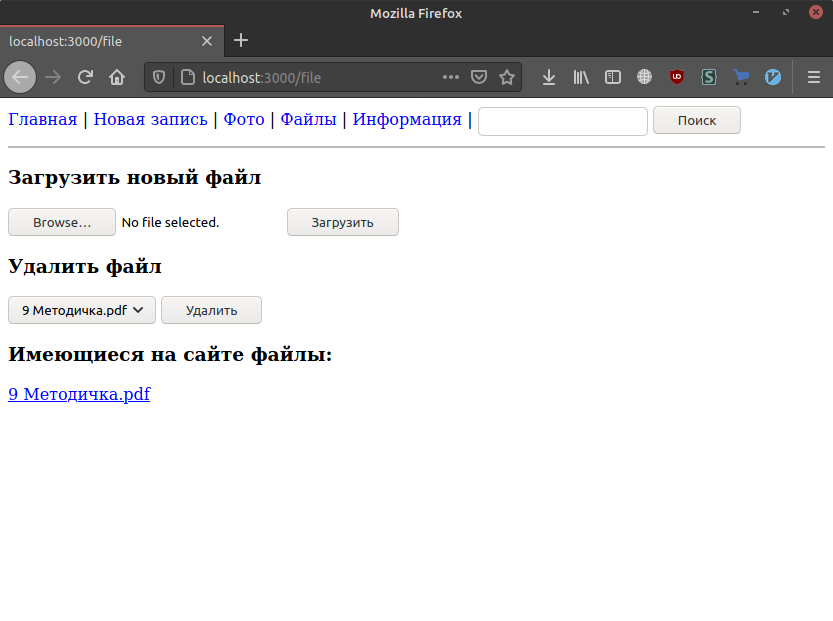 Mozilla Firefox
localhost:3000/file
localhost:3000/file
Главная | Новая запись | Фото | Файлы | Информация | Поиск
Загрузить новый файл
Browse… No file selected. Загрузить
Удалить файл
9 Методичка.pdf Удалить
Имеющиеся на сайте файлы:
9 Методичка.pdf